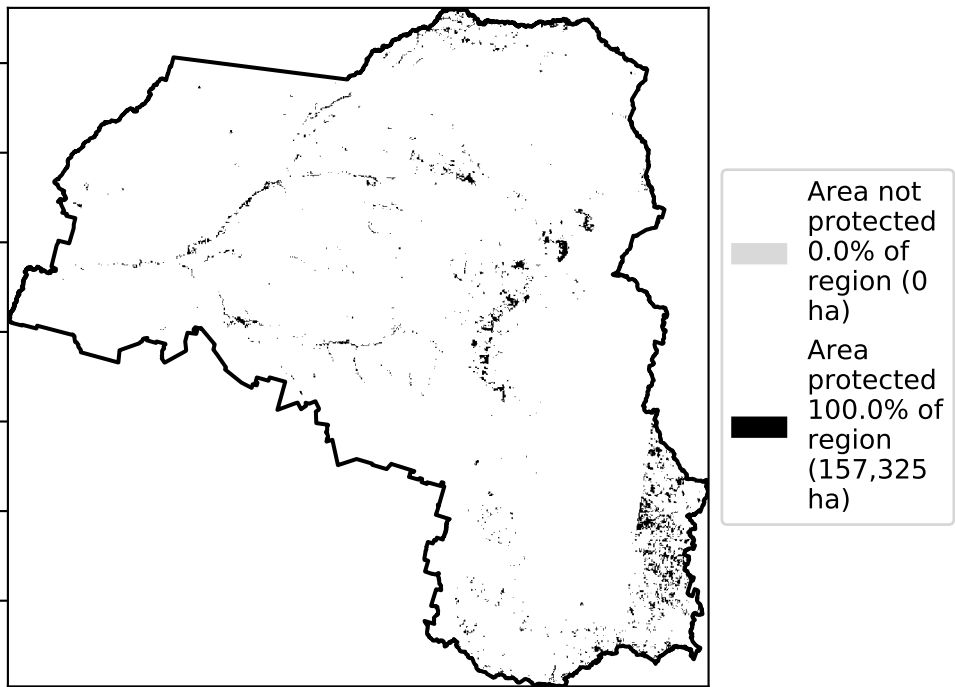 Area not
protected
0.0% of
region (0
ha)
Area
protected
100.0% of
region
(157,325
ha)